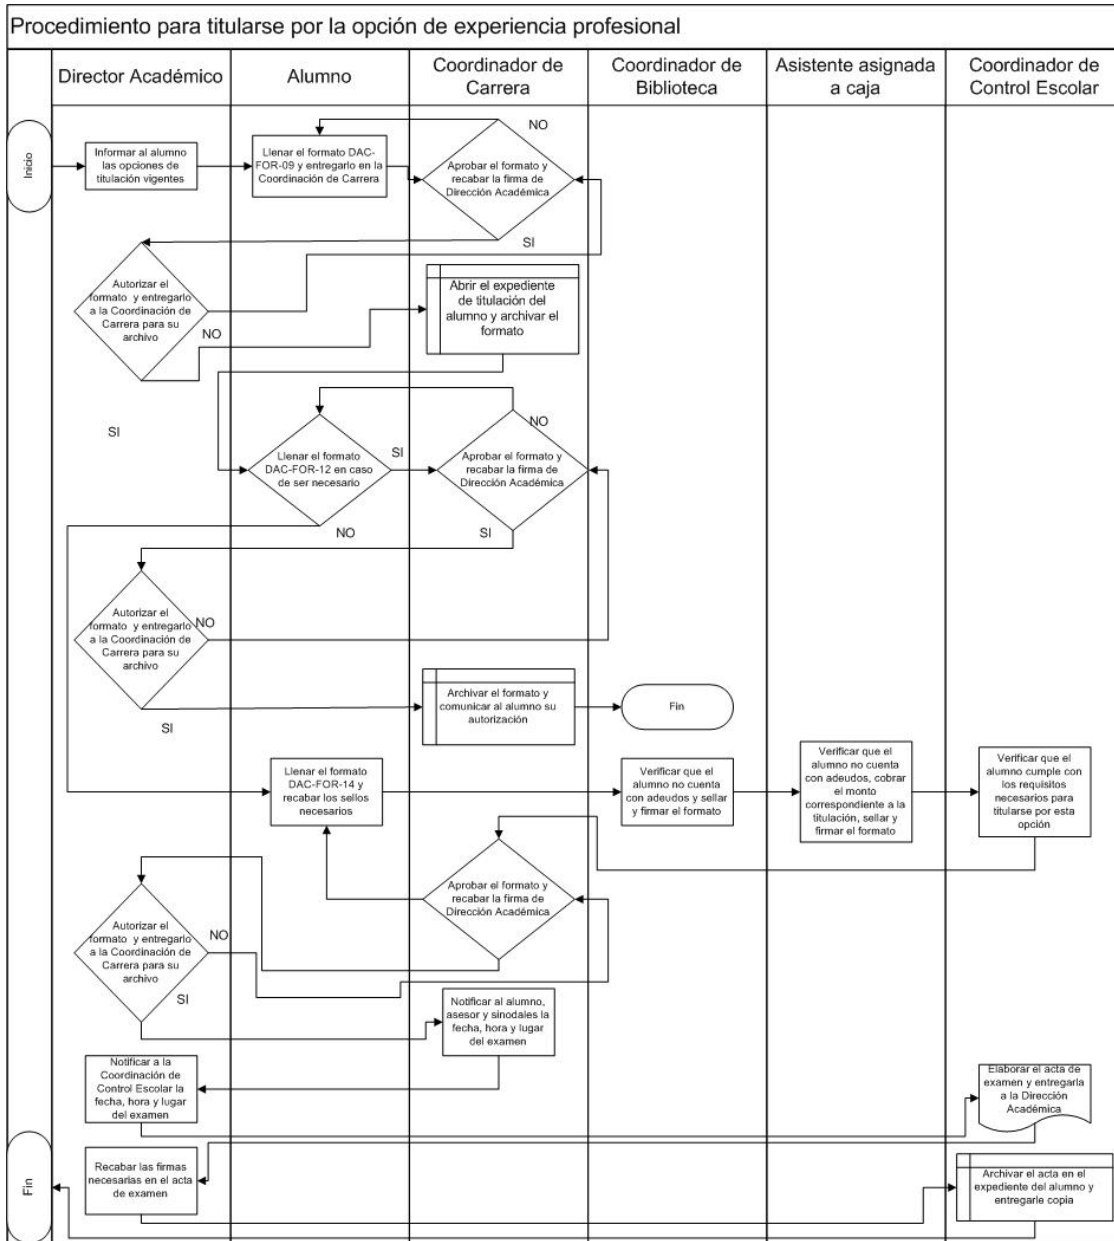 Procedimiento para titularse por la opción de experiencia profesional
Director Académico
Alumno
Coordinador de
Carrera
Coordinador de
Biblioteca
Asistente asignada
a caja
Coordinador de
Control Escolar
Inicio
Informar al alumno
las opciones de
titulación vigentes
Llenar el formato DAC-
FOR-09 y entregarlo en la
Coordinación de Carrera
NO
Aprobar el formato y
recabar la firma de
Dirección Académica
SI
Autorizar el
formato y entregarlo
a la Coordinación de
Carrera para su
archivo
NO
Abrir el expediente
de titulación del
alumno y archivar el
formato
SI
Llenar el formato
DAC-FOR-12 en caso
de ser necesario
SI
NO
NO
Aprobar el formato y
recabar la firma de
Dirección Académica
SI
Autorizar el
formato y entregarlo
a la Coordinación de
Carrera para su
archivo
NO
SI
Archivar el formato y
comunicar al alumno su
autorización
Fin
Llenar el formato
DAC-FOR-14 y
recabar los sellos
necesarios
Verificar que el
alumno no cuenta
con adeudos y sellar
y firmar el formato
Verificar que el
alumno no cuenta
con adeudos, cobrar
el monto
correspondiente a la
titulación, sellar y
firmar el formato
Verificar que el
alumno cumple con
los requisitos
necesarios para
titularse por esta
opción
Aprobar el formato y
recabar la firma de
Dirección Académica
Autorizar el
formato y entregarlo
a la Coordinación de
Carrera para su
archivo
NO
SI
Notificar al alumno,
asesor y sinodales la
fecha, hora y lugar
del examen
Notificar a la
Coordinación de
Control Escolar la
fecha, hora y lugar
del examen
Elaborar el acta de
examen y entregarla
a la Dirección
Académica
Recabar las firmas
necesarias en el acta
de examen
Archivar el acta en el
expediente del alumno y
entregarle copia
Fin